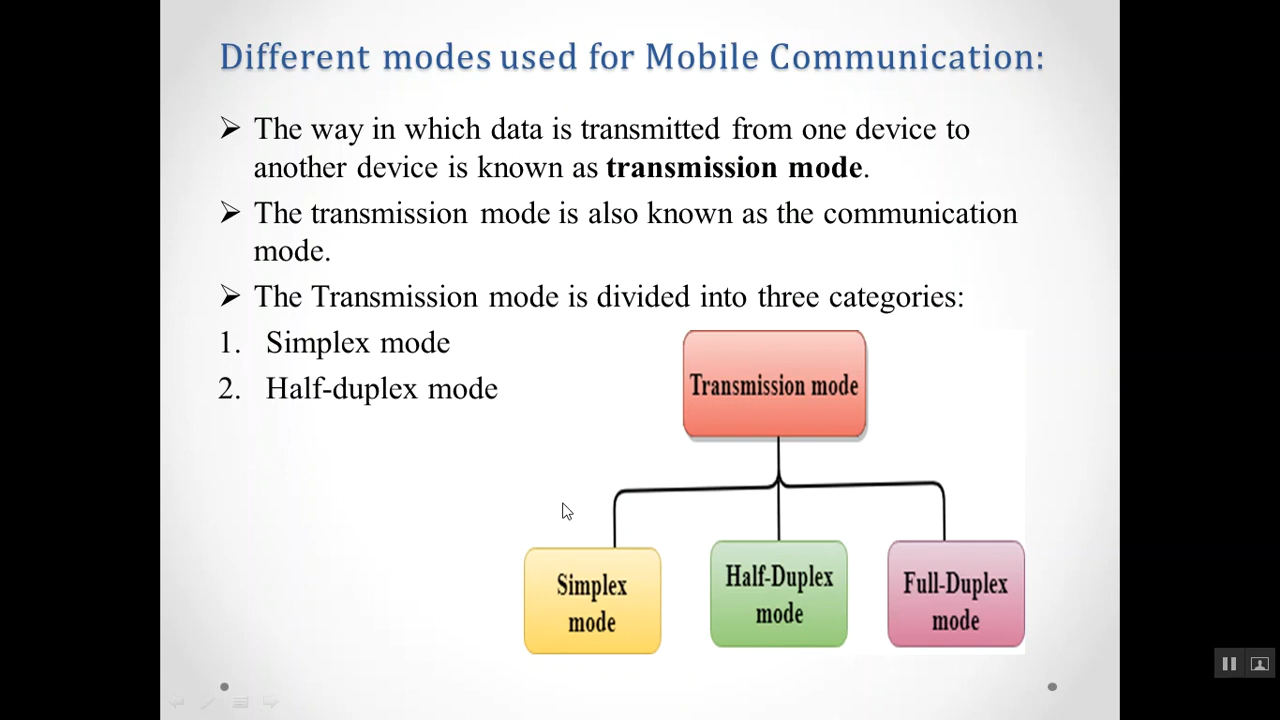 Different modes used for Mobile Communication:
➢ The way in which data is transmitted from one device to
another device is known as transmission mode.
➢ The transmission mode is also known as the communication
mode.
➢ The Transmission mode is divided into three categories:
1. Simplex mode
2. Half-duplex mode
Transmission mode
Simplex
mode
Half-Duplex
mode
Full-Duplex
mode